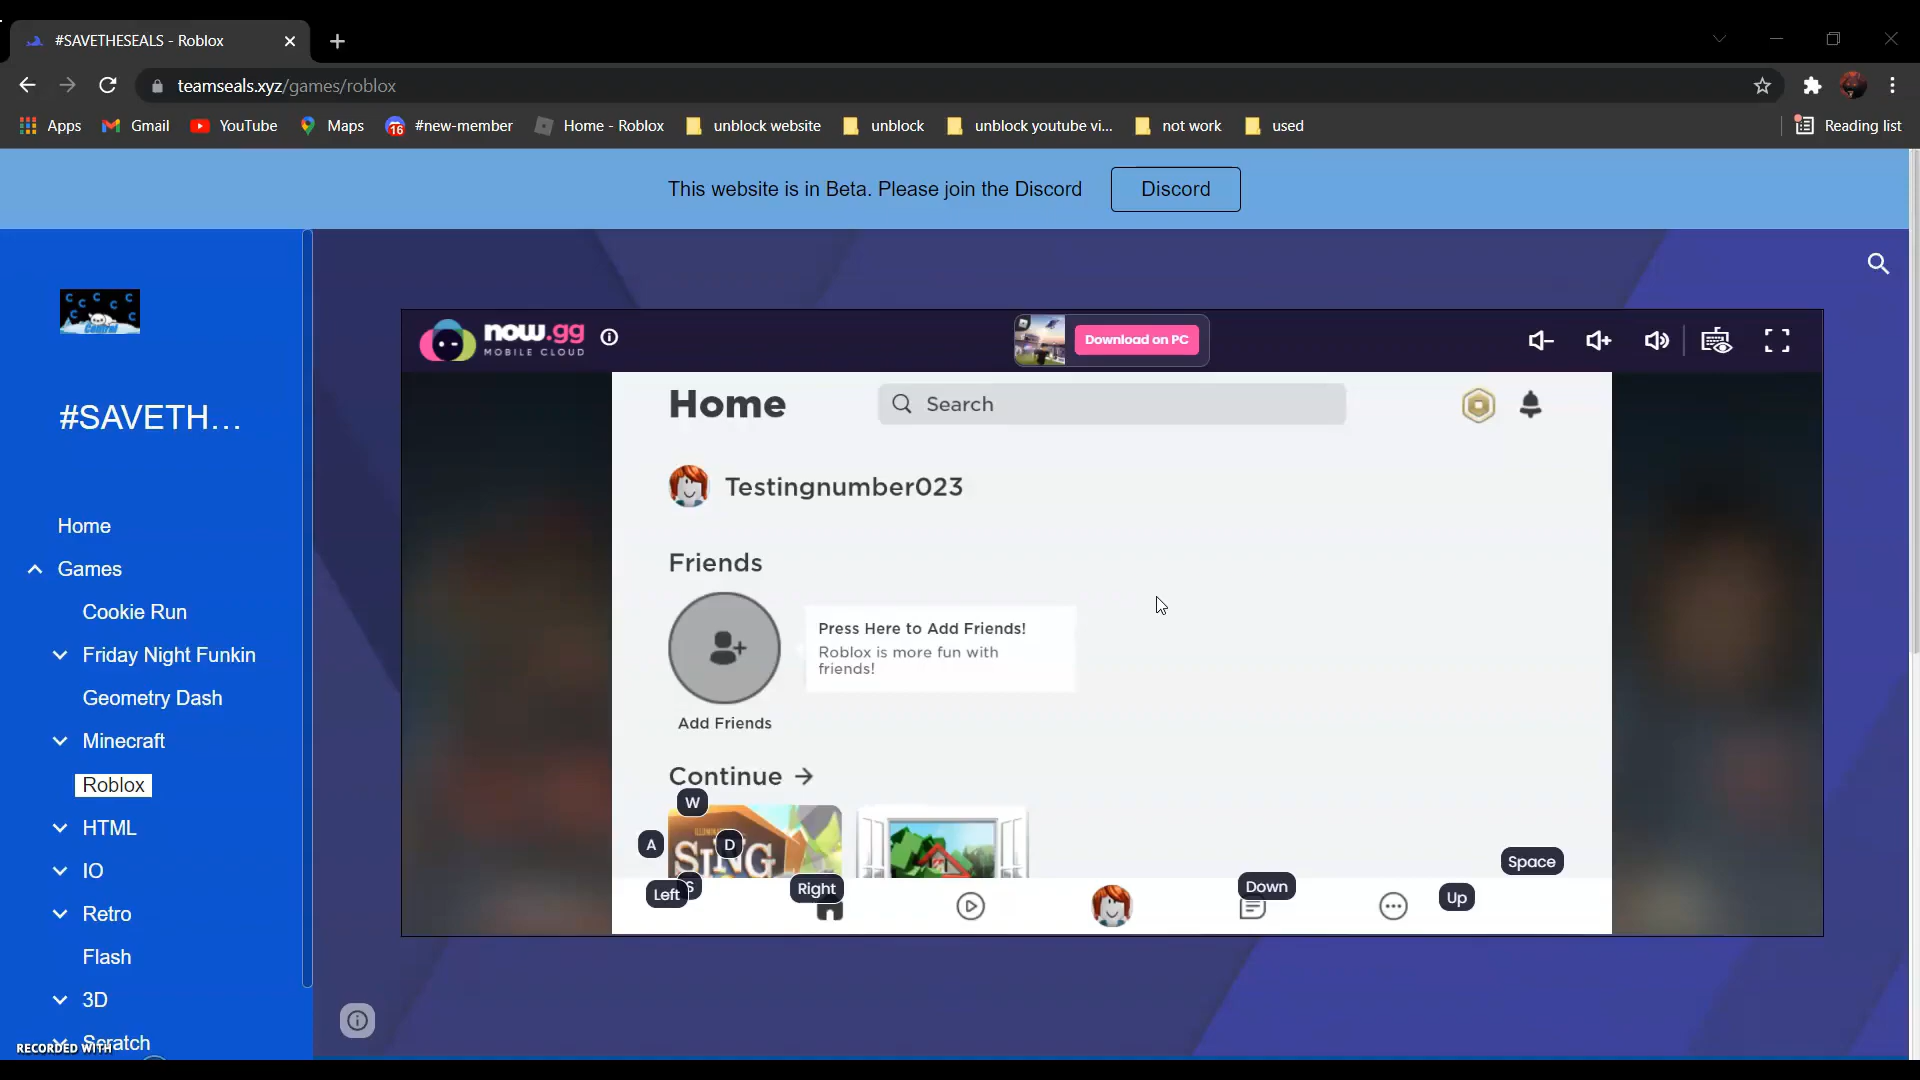 #SAVETHESEALS - Roblox
teamseals.xyz/games/roblox
Apps
Gmail
YouTube
Maps
16
#new-member
Home - Roblox
unblock website
unblock
unblock youtube vi...
not work
used
Reading list
This website is in Beta. Please join the Discord
Discord
C C C C C C C
Control
#SAVETH...
Home
Games
Cookie Run
Friday Night Funkin
Geometry Dash
Minecraft
Roblox
HTML
IO
Retro
Flash
3D
Scratch
RECORDED WITH
now.gg
MOBILE CLOUD
Download on PC
Home
Search
Testingnumber023
Friends
Press Here to Add Friends!
Roblox is more fun with
friends!
Add Friends
Continue
W
A
D
SING
S
Left
Right
Down
Up
Space